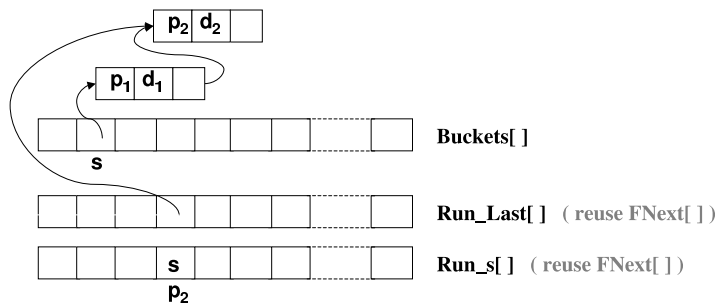 p2 d2
p1 d1
Buckets[ ]
s
Run_Last[ ] ( reuse FNext[ ] )
s Run_s[ ] ( reuse FNext[ ] )
p2